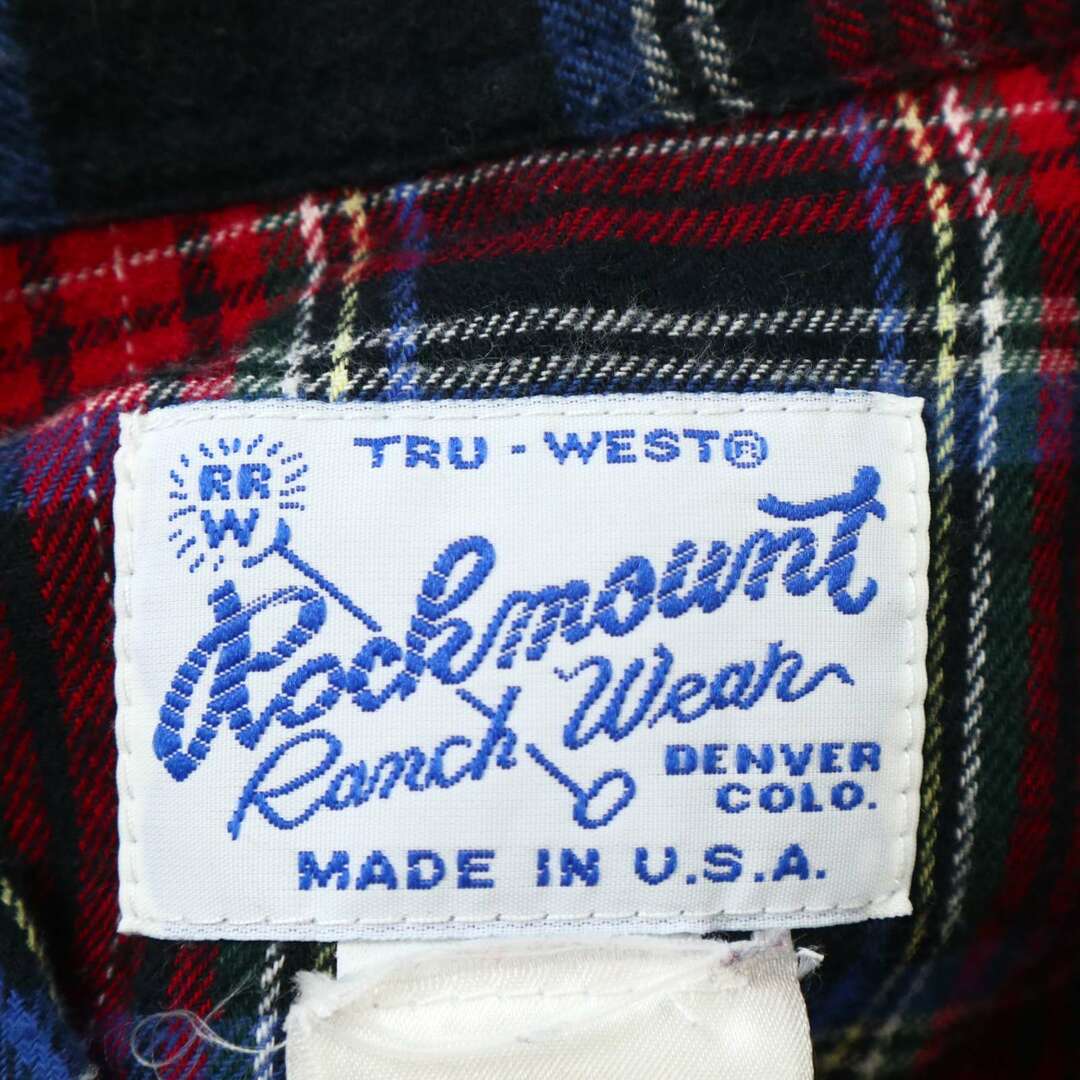 TRU - WEST®
RR
W
Rockmount
Ranch Wear
DENVER
COLO.
MADE IN U.S.A.